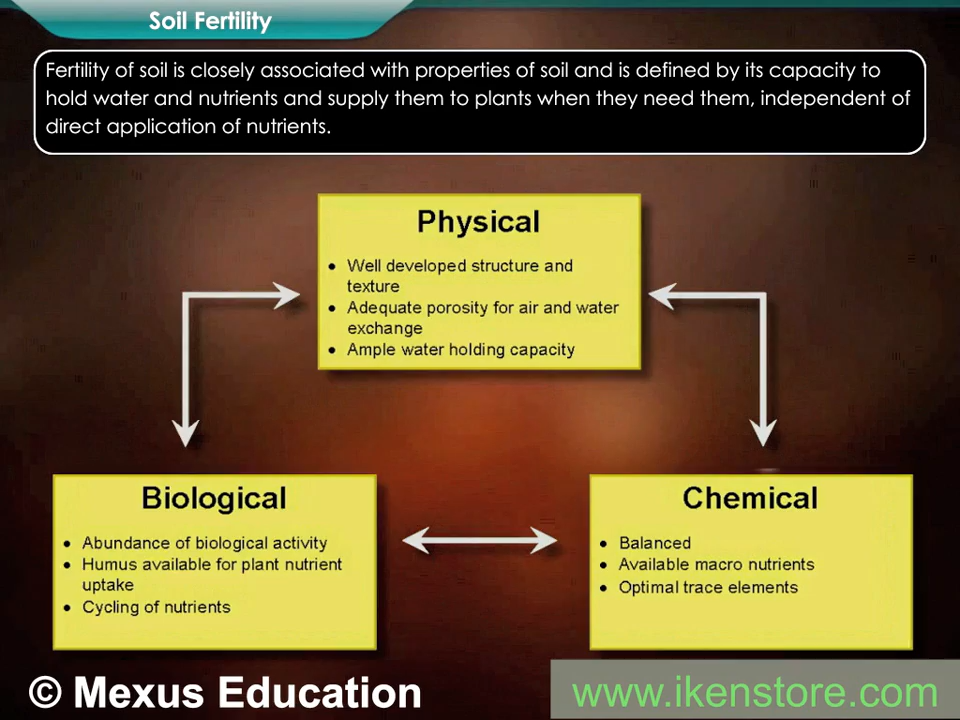 Soil Fertility
Fertility of soil is closely associated with properties of soil and is defined by its capacity to
hold water and nutrients and supply them to plants when they need them, independent of
direct application of nutrients.
Physical
• Well developed structure and
texture
• Adequate porosity for air and water
exchange
• Ample water holding capacity
Biological
• Abundance of biological activity
• Humus available for plant nutrient
uptake
• Cycling of nutrients
Chemical
• Balanced
• Available macro nutrients
• Optimal trace elements
© Mexus Education
www.ikenstore.com